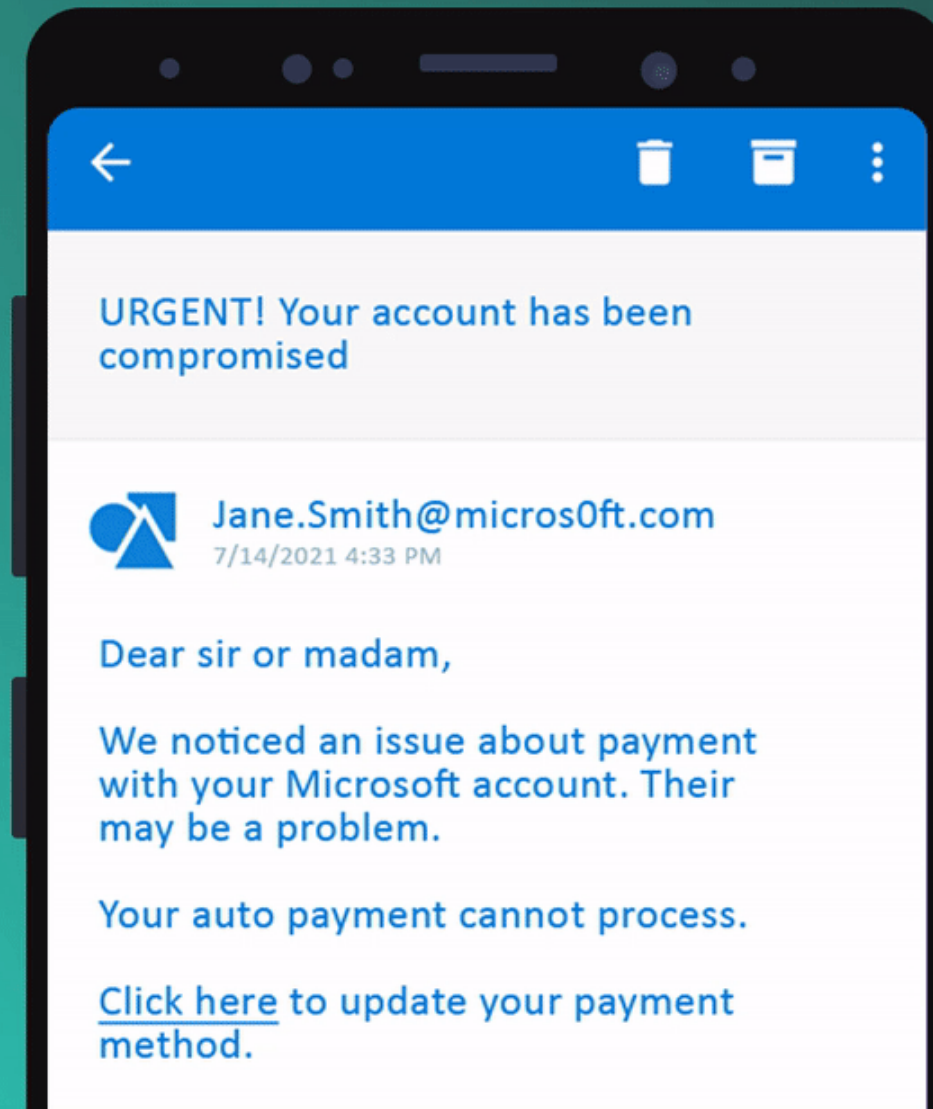 URGENT! Your account has been
compromised
Jane.Smith@micros0ft.com
7/14/2021 4:33 PM
Dear sir or madam,
We noticed an issue about payment
with your Microsoft account. Their
may be a problem.
Your auto payment cannot process.
Click here to update your payment
method.